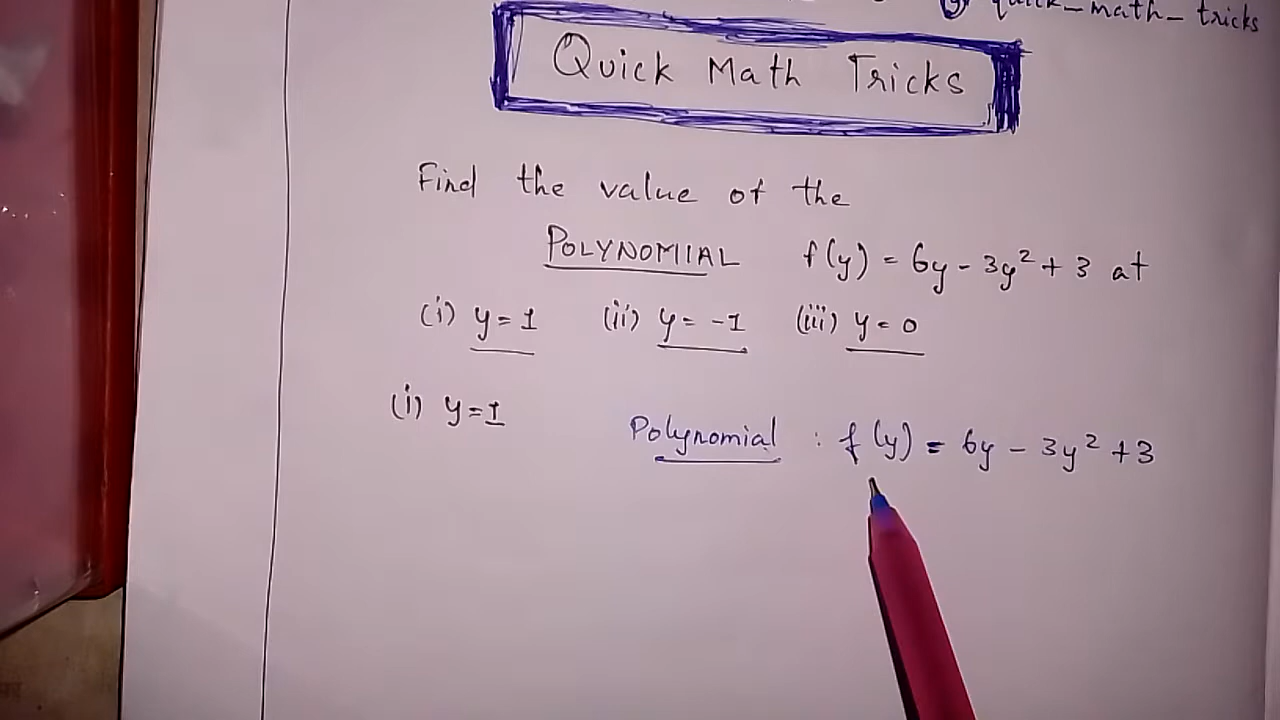 quick_math_tricks
Quick Math Tricks
Find the value of the
POLYNOMIAL f(y) = 6y - 3y² + 3 at
(i) y = 1 (ii) y = -1 (iii) y = 0
(i) y = 1
Polynomial : f(y) = 6y - 3y² + 3